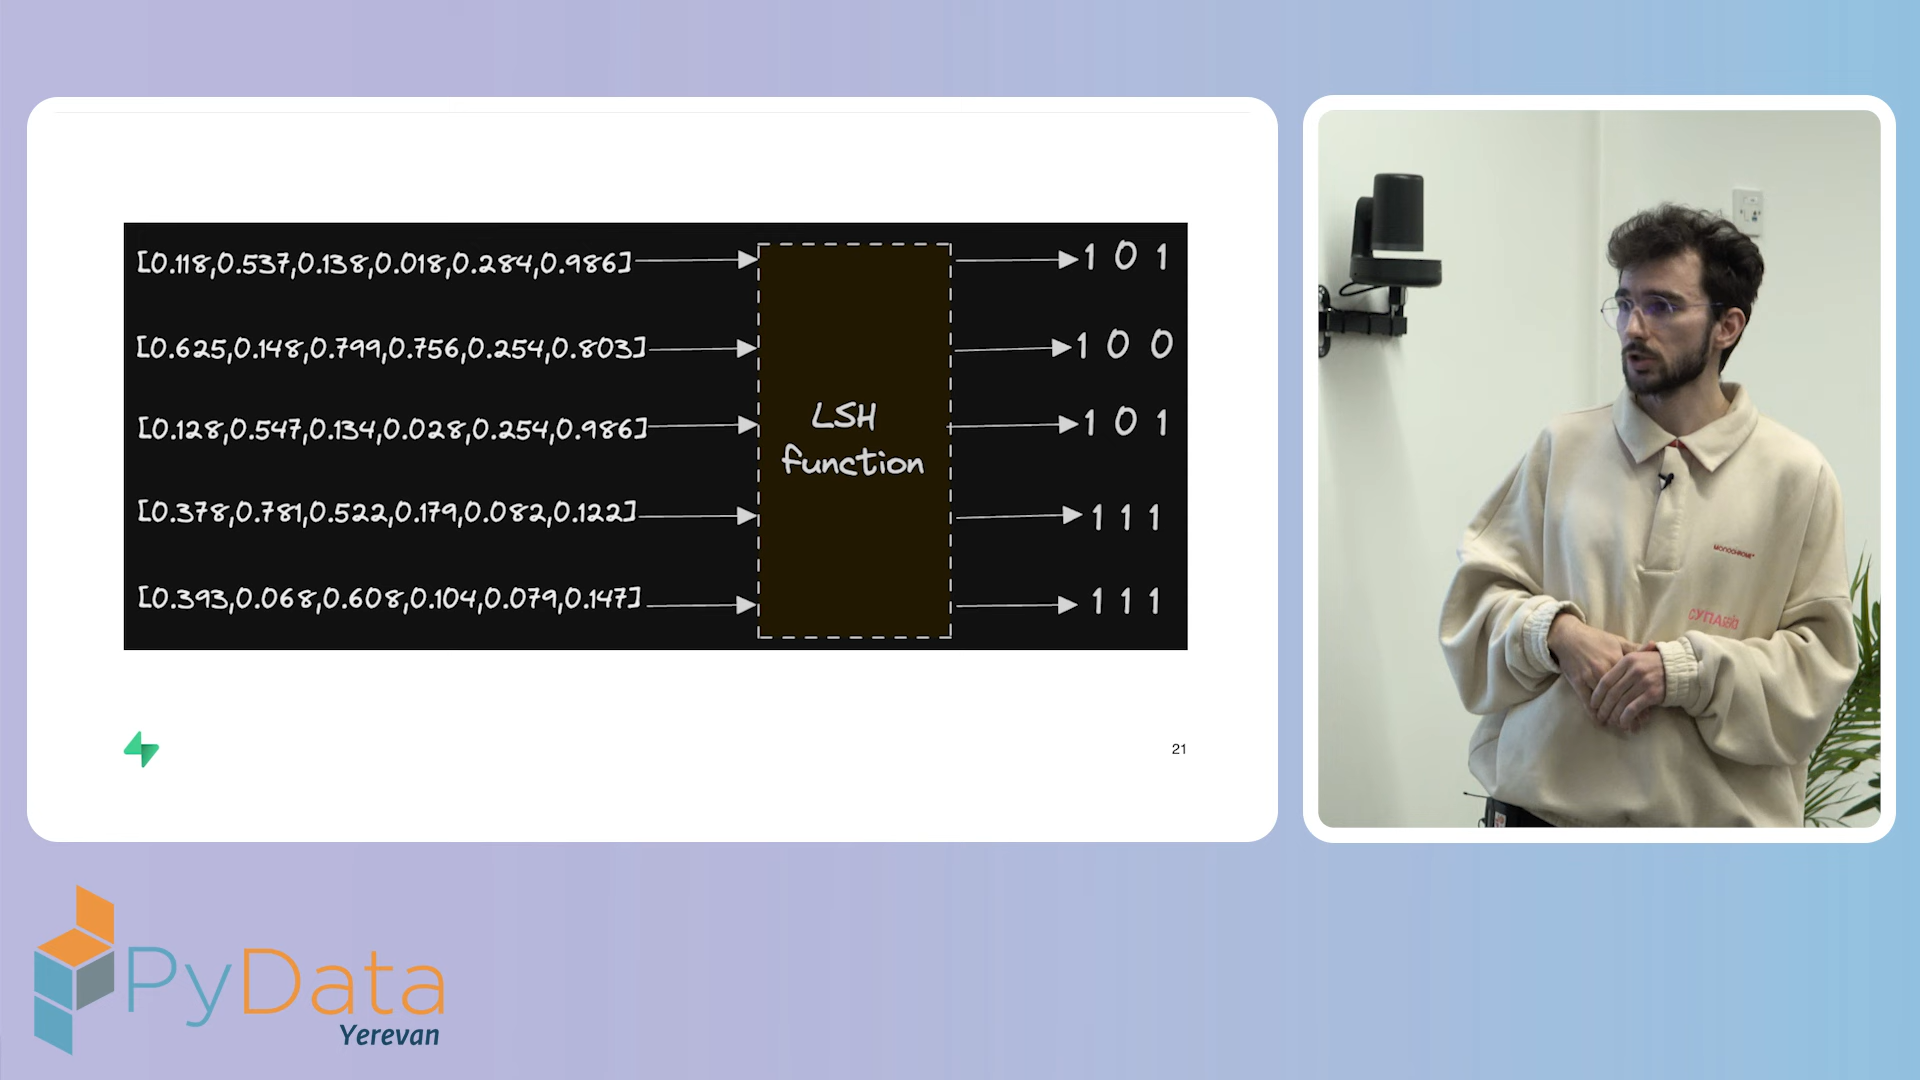 [0.118,0.537,0.138,0.018,0.284,0.986]
1 0 1
[0.625,0.148,0.799,0.756,0.254,0.803]
1 0 0
[0.128,0.547,0.134,0.028,0.254,0.986]
1 0 1
LSH
function
[0.378,0.781,0.522,0.179,0.082,0.122]
1 1 1
[0.393,0.068,0.608,0.104,0.079,0.147]
1 1 1
21
MONOCHROME
PyData
Yerevan